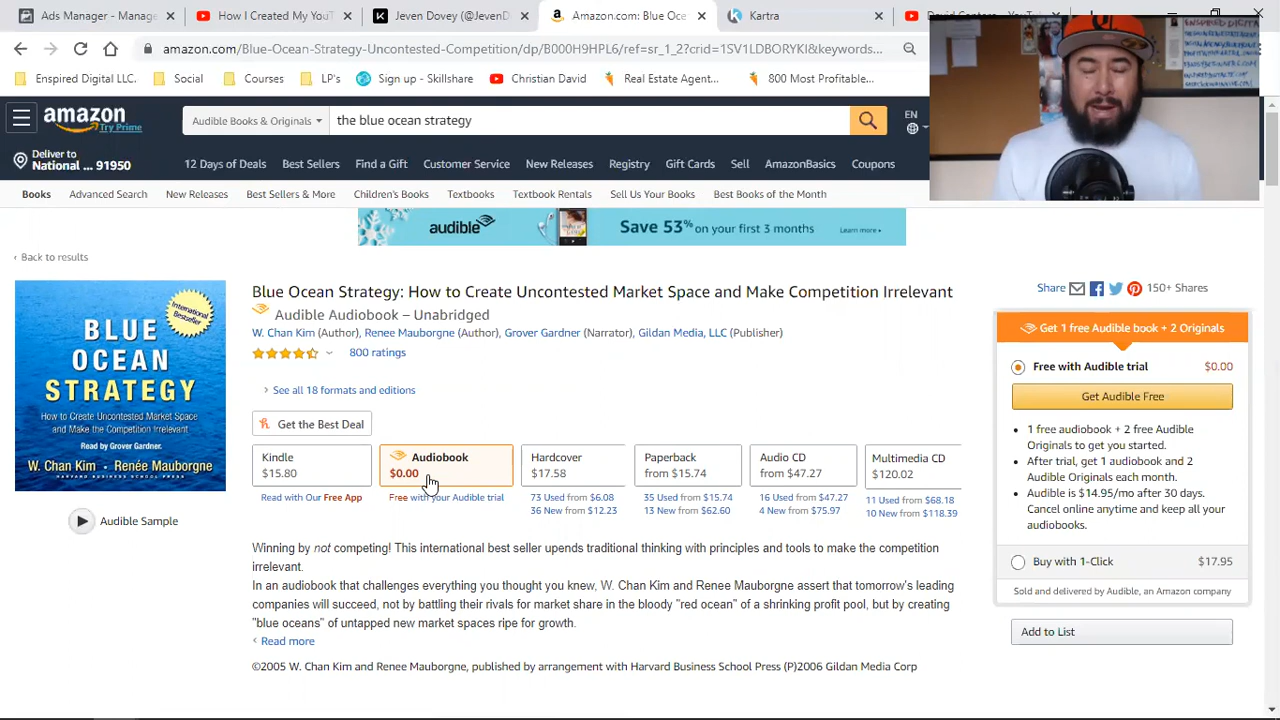 Ads Manager - Manage
How I Created My YouT
Jeven Dovey (@JevenD
Amazon.com: Blue Oce
Kartra
amazon.com/Blue-Ocean-Strategy-Uncontested-Competition/dp/B000H9HPL6/ref=sr_1_2?crid=1SV1LDBORYKI&keywords...
Enspired Digital LLC.
Social
Courses
LP's
Sign up - Skillshare
Christian David
Real Estate Agent...
800 Most Profitable...
amazon
Try Prime
Audible Books & Originals
the blue ocean strategy
EN
Deliver to
National ... 91950
12 Days of Deals
Best Sellers
Find a Gift
Customer Service
New Releases
Registry
Gift Cards
Sell
AmazonBasics
Coupons
Books
Advanced Search
New Releases
Best Sellers & More
Children's Books
Textbooks
Textbook Rentals
Sell Us Your Books
Best Books of the Month
audible
Save 53% on your first 3 months
Learn more
‹ Back to results
BLUE
OCEAN
STRATEGY
How to Create Uncontested Market Space
and Make the Competition Irrelevant
Read by Grover Gardner.
W. Chan Kim • Renée Mauborgne
International
Bestseller
Audible Sample
Blue Ocean Strategy: How to Create Uncontested Market Space and Make Competition Irrelevant
Audible Audiobook – Unabridged
W. Chan Kim (Author), Renee Mauborgne (Author), Grover Gardner (Narrator), Gildan Media, LLC (Publisher)
800 ratings
› See all 18 formats and editions
Get the Best Deal
Kindle
$15.80
Read with Our Free App
Audiobook
$0.00
Free with your Audible trial
Hardcover
$17.58
73 Used from $6.08
36 New from $12.23
Paperback
from $15.74
35 Used from $15.74
13 New from $62.60
Audio CD
from $47.27
16 Used from $47.27
4 New from $75.97
Multimedia CD
$120.02
11 Used from $68.18
10 New from $118.39
Winning by not competing! This international best seller upends traditional thinking with principles and tools to make the competition
irrelevant.
In an audiobook that challenges everything you thought you knew, W. Chan Kim and Renee Mauborgne assert that tomorrow's leading
companies will succeed, not by battling their rivals for market share in the bloody "red ocean" of a shrinking profit pool, but by creating
"blue oceans" of untapped new market spaces ripe for growth.
‹ Read more
©2005 W. Chan Kim and Renee Mauborgne, published by arrangement with Harvard Business School Press (P)2006 Gildan Media Corp
Share
150+ Shares
Get 1 free Audible book + 2 Originals
Free with Audible trial
$0.00
Get Audible Free
• 1 free audiobook + 2 free Audible
Originals to get you started.
• After trial, get 1 audiobook and 2
Audible Originals each month.
• Audible is $14.95/mo after 30 days.
Cancel online anytime and keep all your
audiobooks.
Buy with 1-Click
$17.95
Sold and delivered by Audible, an Amazon company
Add to List